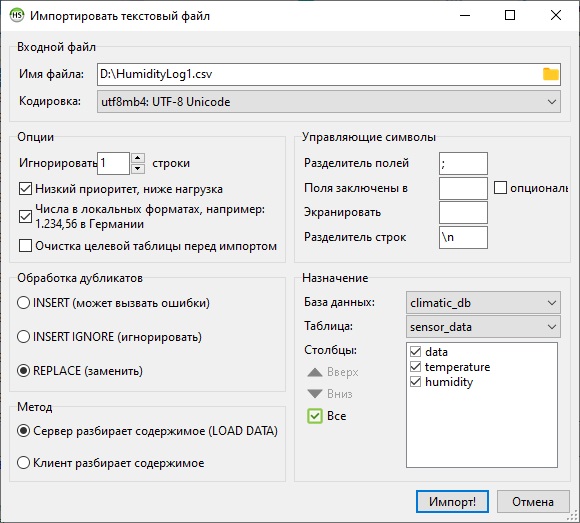 HS
Импортировать текстовый файл
Входной файл
Имя файла: D:\HumidityLog1.csv
Кодировка: utf8mb4: UTF-8 Unicode
Опции
Игнорировать 1 строки
Низкий приоритет, ниже нагрузка
Числа в локальных форматах, например:
1.234,56 в Германии
Очистка целевой таблицы перед импортом
Управляющие символы
Разделитель полей ;
Поля заключены в опциональ
Экранировать
Разделитель строк \n
Обработка дубликатов
INSERT (может вызвать ошибки)
INSERT IGNORE (игнорировать)
REPLACE (заменить)
Метод
Сервер разбирает содержимое (LOAD DATA)
Клиент разбирает содержимое
Назначение
База данных: climatic_db
Таблица: sensor_data
Столбцы:
data
temperature
humidity
Вверх
Вниз
Все
Импорт!
Отмена